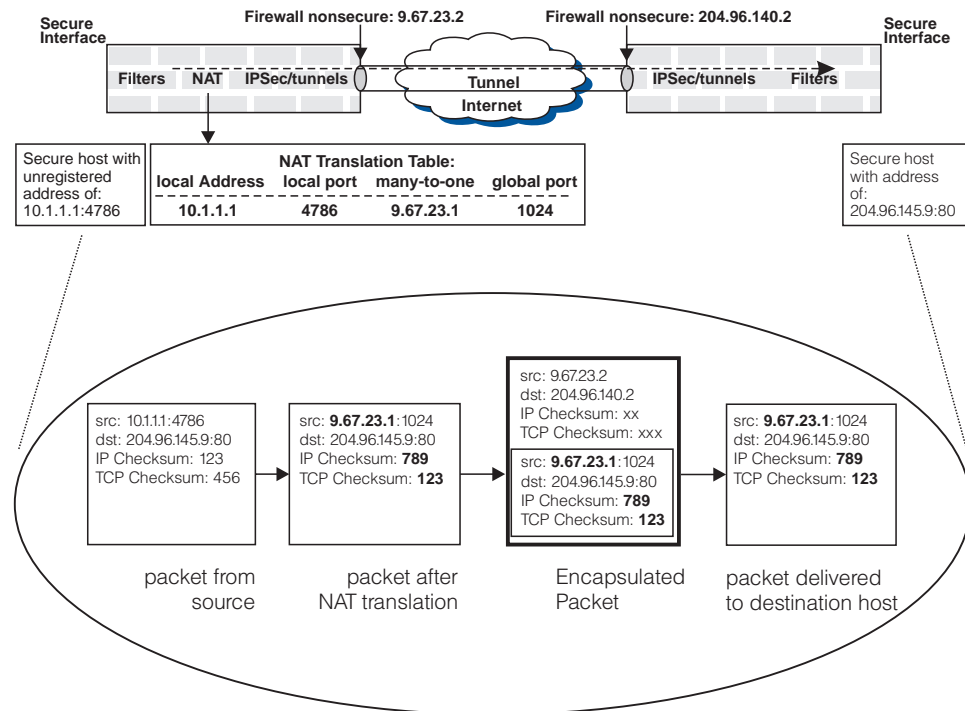 Firewall nonsecure: 9.67.23.2
Firewall nonsecure: 204.96.140.2
Secure
Interface
Secure
Interface
Filters NAT IPSec/tunnels
Tunnel
Internet
IPSec/tunnels Filters
Secure host with
unregistered
address of:
10.1.1.1:4786
NAT Translation Table:
local Address local port many-to-one global port
10.1.1.1 4786 9.67.23.1 1024
Secure host
with address
of:
204.96.145.9:80
src: 10.1.1.1:4786
dst: 204.96.145.9:80
IP Checksum: 123
TCP Checksum: 456
packet from
source
src: 9.67.23.1:1024
dst: 204.96.145.9:80
IP Checksum: 789
TCP Checksum: 123
packet after
NAT translation
src: 9.67.23.2
dst: 204.96.140.2
IP Checksum: xx
TCP Checksum: xxx
src: 9.67.23.1:1024
dst: 204.96.145.9:80
IP Checksum: 789
TCP Checksum: 123
Encapsulated
Packet
src: 9.67.23.1:1024
dst: 204.96.145.9:80
IP Checksum: 789
TCP Checksum: 123
packet delivered
to destination host